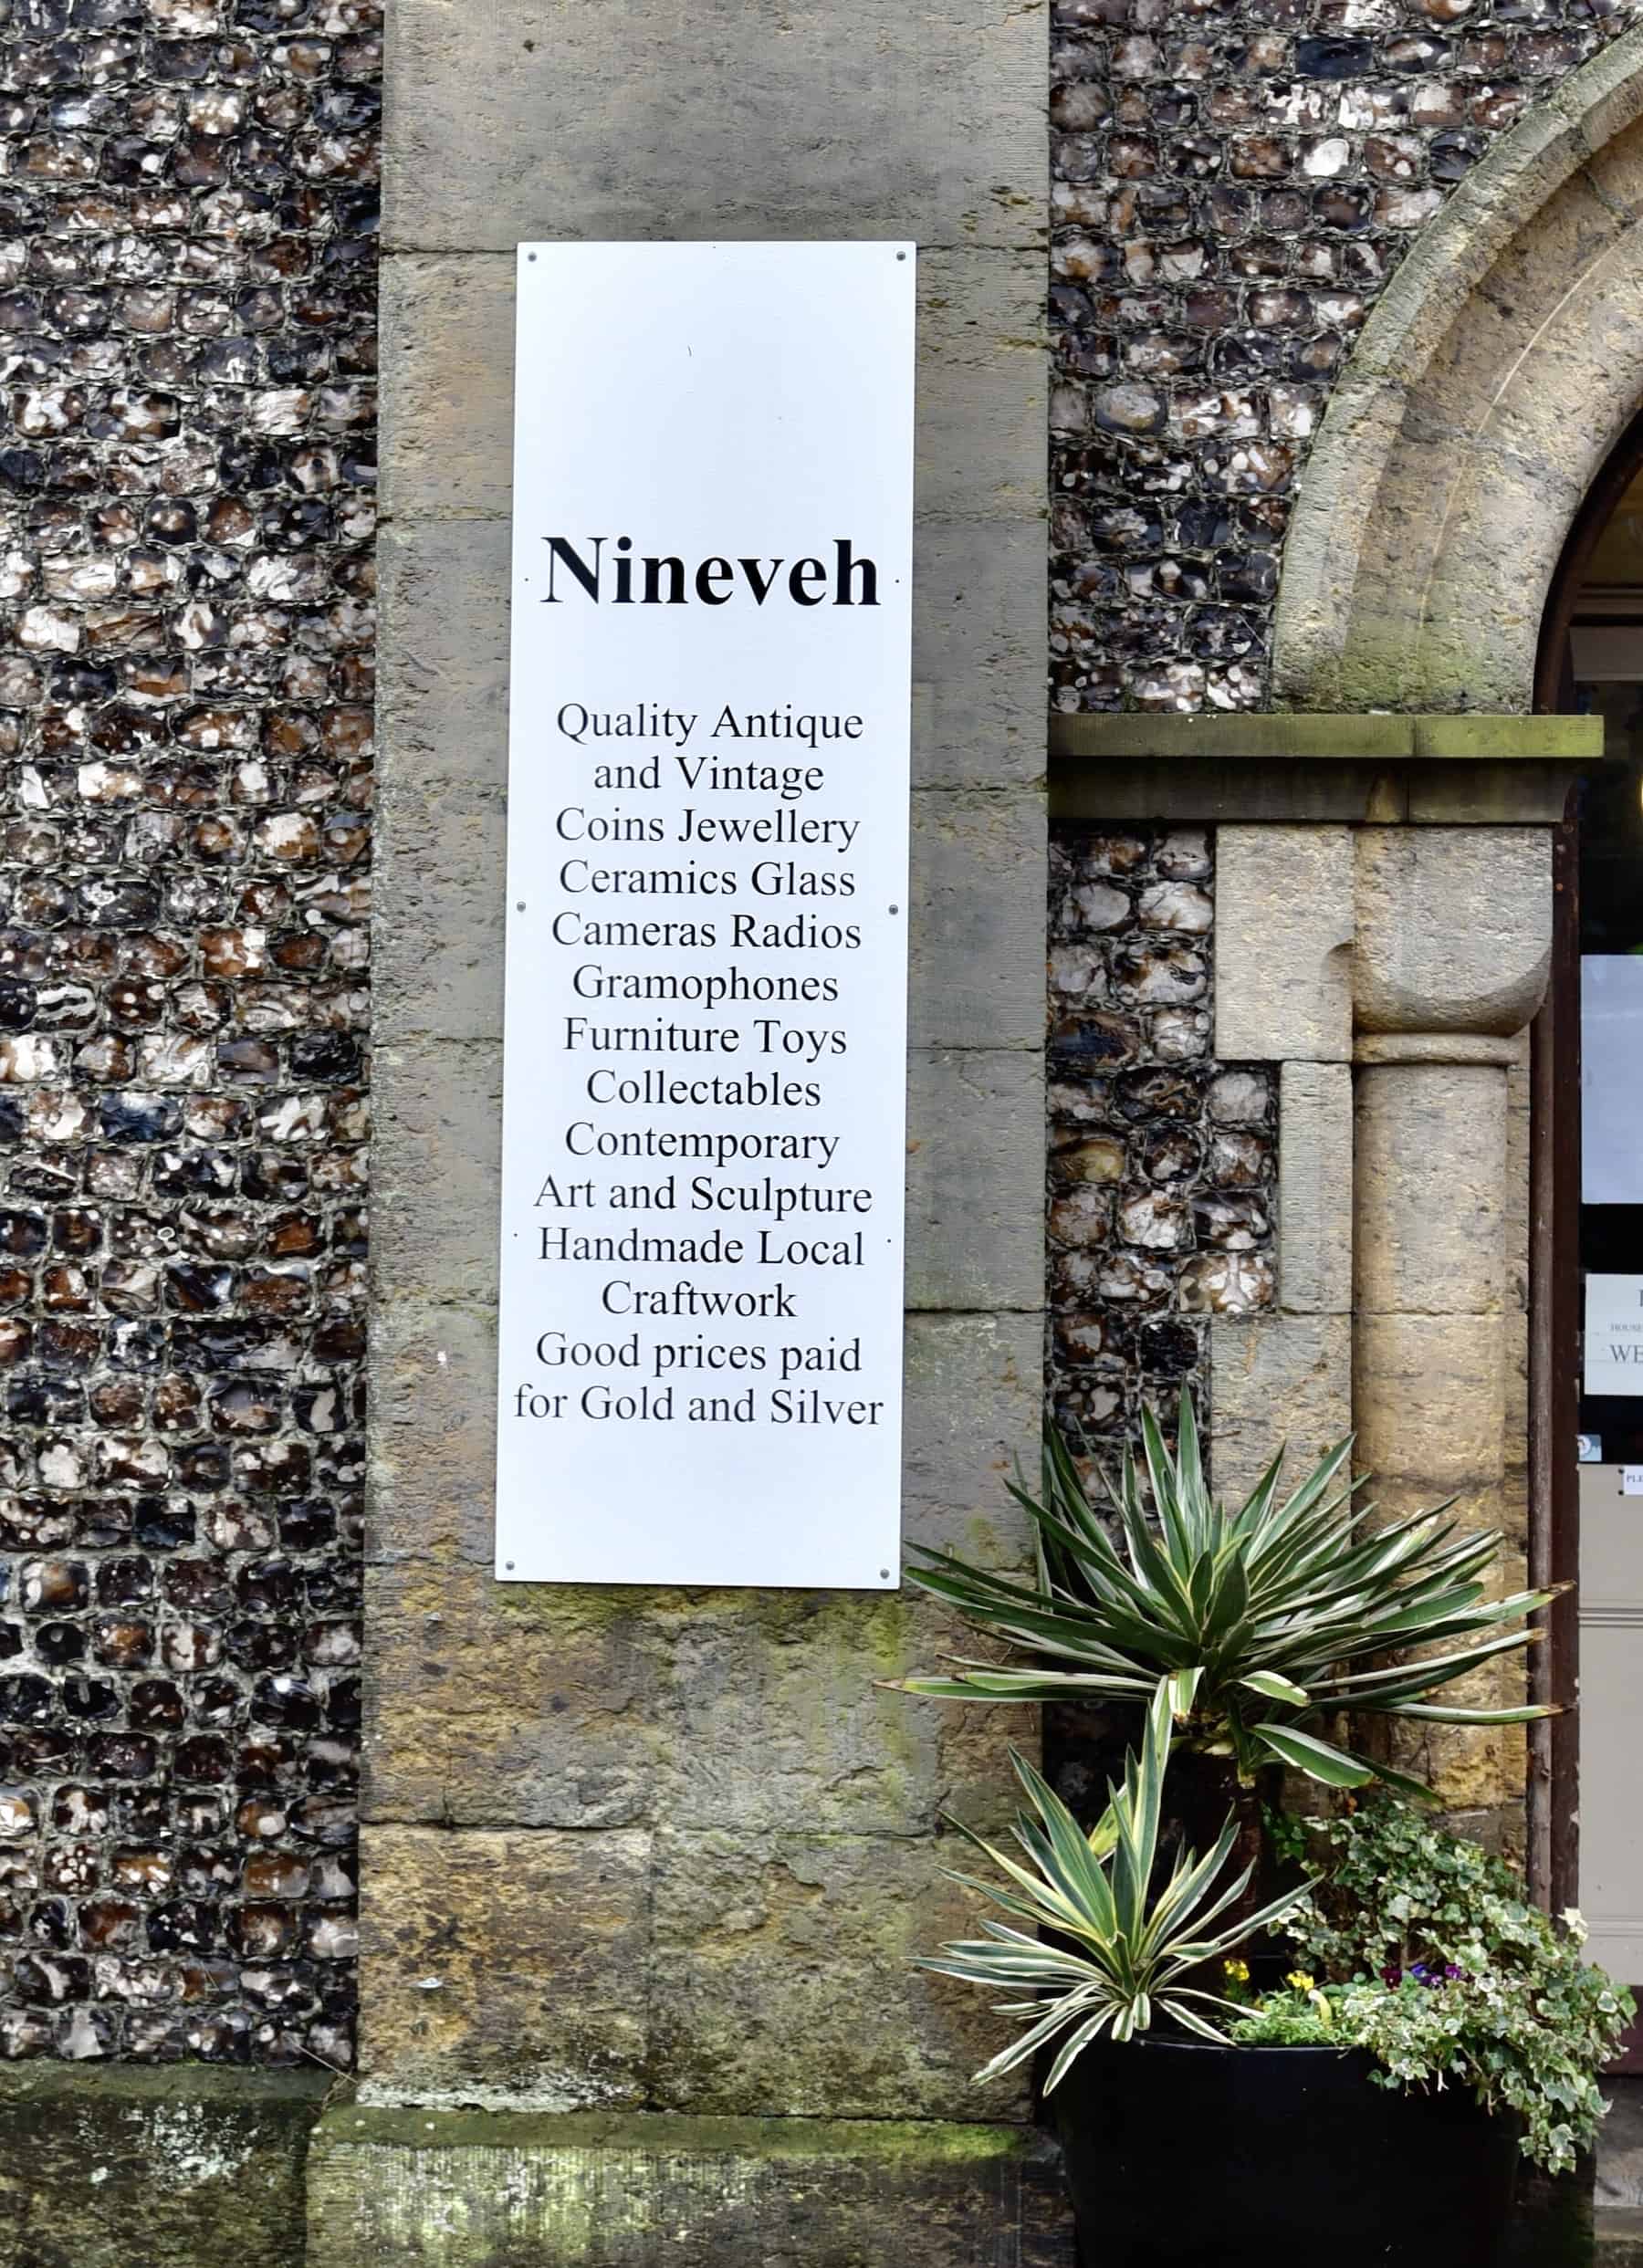 Nineveh
Quality Antique
and Vintage
Coins Jewellery
Ceramics Glass
Cameras Radios
Gramophones
Furniture Toys
Collectables
Contemporary
Art and Sculpture
Handmade Local
Craftwork
Good prices paid
for Gold and Silver